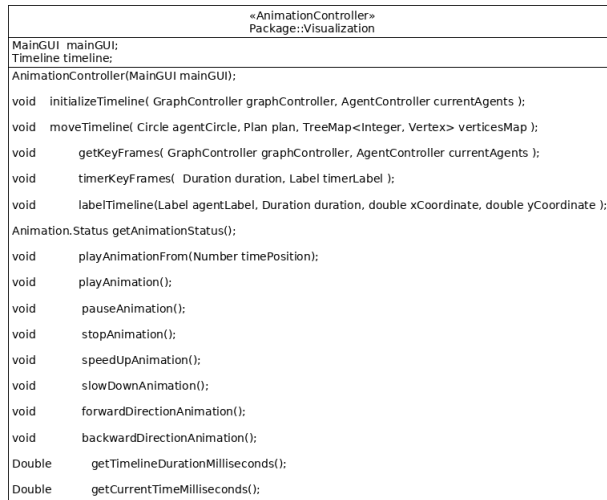 «AnimationController»
Package::Visualization
MainGUI mainGUI;
Timeline timeline;
AnimationController(MainGUI mainGUI);
void initializeTimeline( GraphController graphController, AgentController currentAgents );
void moveTimeline( Circle agentCircle, Plan plan, TreeMap<Integer, Vertex> verticesMap );
void getKeyFrames( GraphController graphController, AgentController currentAgents );
void timerKeyFrames( Duration duration, Label timerLabel );
void labelTimeline(Label agentLabel, Duration duration, double xCoordinate, double yCoordinate );
Animation.Status getAnimationStatus();
void playAnimationFrom(Number timePosition);
void playAnimation();
void pauseAnimation();
void stopAnimation();
void speedUpAnimation();
void slowDownAnimation();
void forwardDirectionAnimation();
void backwardDirectionAnimation();
Double getTimelineDurationMilliseconds();
Double getCurrentTimeMilliseconds();